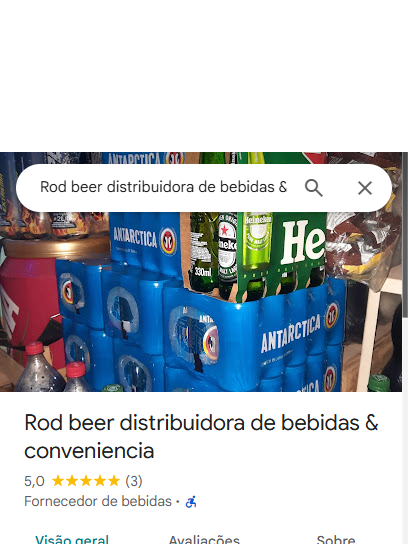 ANTARCTICA
Rod beer distribuidora de bebidas &
ANTARCTICA
Heineken
He
330ml
ANTARCTICA
Rod beer distribuidora de bebidas &
conveniencia
5,0 (3)
Fornecedor de bebidas ·
Visão geral Avaliações Sobre